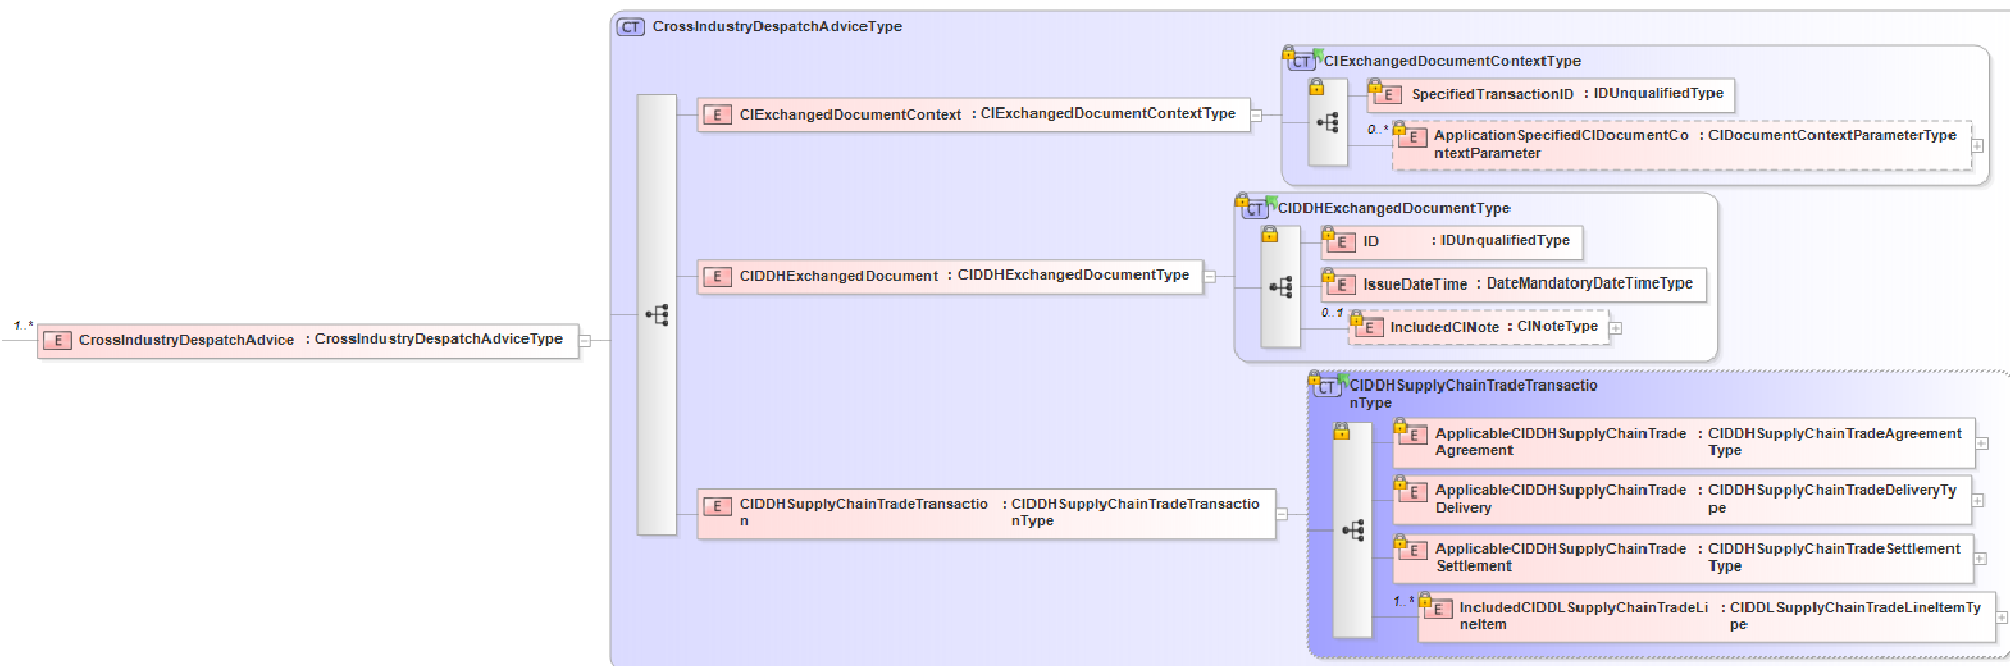 CT CrossIndustryDespatchAdviceType
CT CIExchangedDocumentContextType
E SpecifiedTransactionID : IDUnqualifiedType
E CIExchangedDocumentContext : CIExchangedDocumentContextType
0..*
E ApplicationSpecifiedCIDocumentCo : CIDocumentContextParameterType
ntextParameter
CT CIDDHExchangedDocumentType
E ID : IDUnqualifiedType
E CIDDHExchangedDocument : CIDDHExchangedDocumentType
E IssueDateTime : DateMandatoryDateTimeType
0..1
E IncludedCINote : CINoteType
1..*
E CrossIndustryDespatchAdvice : CrossIndustryDespatchAdviceType
CT CIDDHSupplyChainTradeTransactio
nType
E ApplicableCIDDHSupplyChainTrade : CIDDHSupplyChainTradeAgreement
Agreement Type
E ApplicableCIDDHSupplyChainTrade : CIDDHSupplyChainTradeDeliveryTy
Delivery pe
E CIDDHSupplyChainTradeTransactio : CIDDHSupplyChainTradeTransactio
n nType
E ApplicableCIDDHSupplyChainTrade : CIDDHSupplyChainTradeSettlement
Settlement Type
1..*
E IncludedCIDDLSupplyChainTradeLi : CIDDLSupplyChainTradeLineItemTy
neItem pe